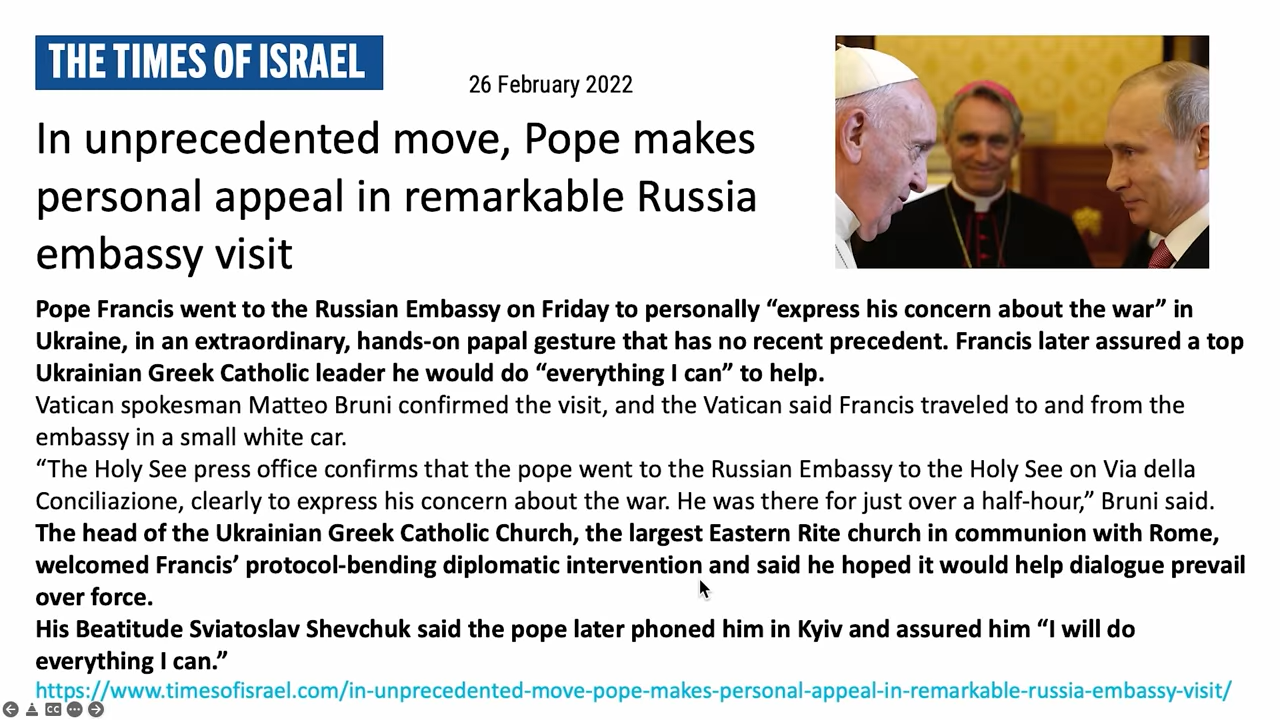 THE TIMES OF ISRAEL
26 February 2022
In unprecedented move, Pope makes
personal appeal in remarkable Russia
embassy visit
Pope Francis went to the Russian Embassy on Friday to personally “express his concern about the war” in
Ukraine, in an extraordinary, hands-on papal gesture that has no recent precedent. Francis later assured a top
Ukrainian Greek Catholic leader he would do “everything I can” to help.
Vatican spokesman Matteo Bruni confirmed the visit, and the Vatican said Francis traveled to and from the
embassy in a small white car.
“The Holy See press office confirms that the pope went to the Russian Embassy to the Holy See on Via della
Conciliazione, clearly to express his concern about the war. He was there for just over a half-hour,” Bruni said.
The head of the Ukrainian Greek Catholic Church, the largest Eastern Rite church in communion with Rome,
welcomed Francis’ protocol-bending diplomatic intervention and said he hoped it would help dialogue prevail
over force.
His Beatitude Sviatoslav Shevchuk said the pope later phoned him in Kyiv and assured him “I will do
everything I can.”
https://www.timesofisrael.com/in-unprecedented-move-pope-makes-personal-appeal-in-remarkable-russia-embassy-visit/
CC